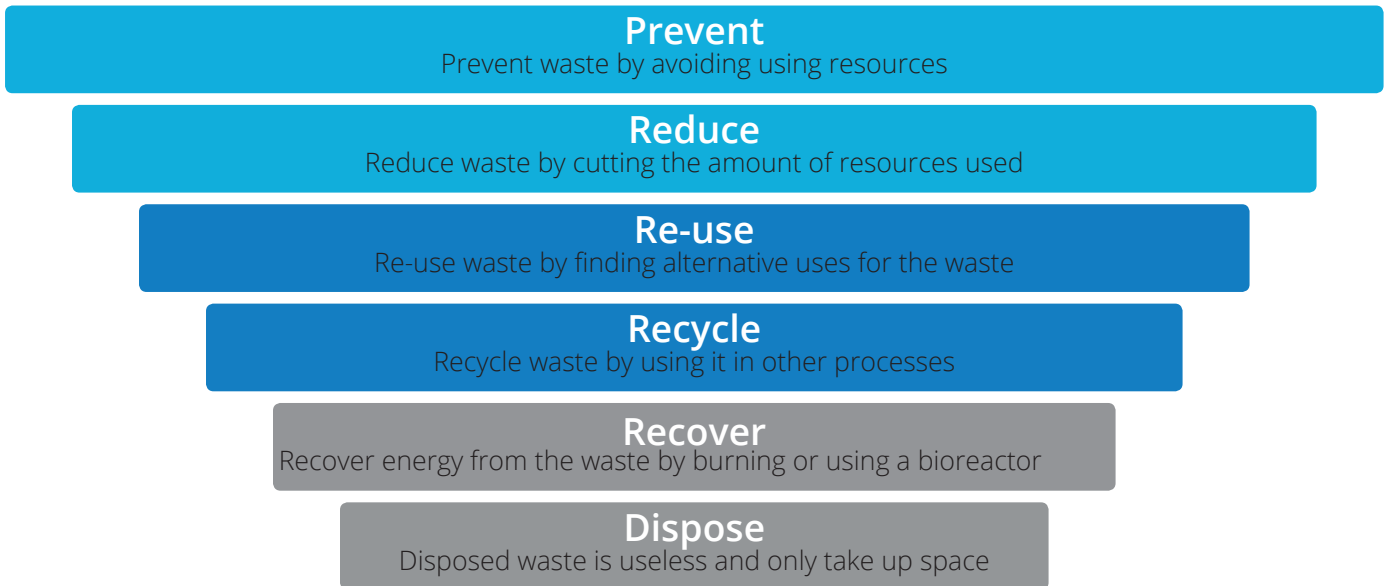 Prevent
Prevent waste by avoiding using resources
Reduce
Reduce waste by cutting the amount of resources used
Re-use
Re-use waste by finding alternative uses for the waste
Recycle
Recycle waste by using it in other processes
Recover
Recover energy from the waste by burning or using a bioreactor
Dispose
Disposed waste is useless and only take up space